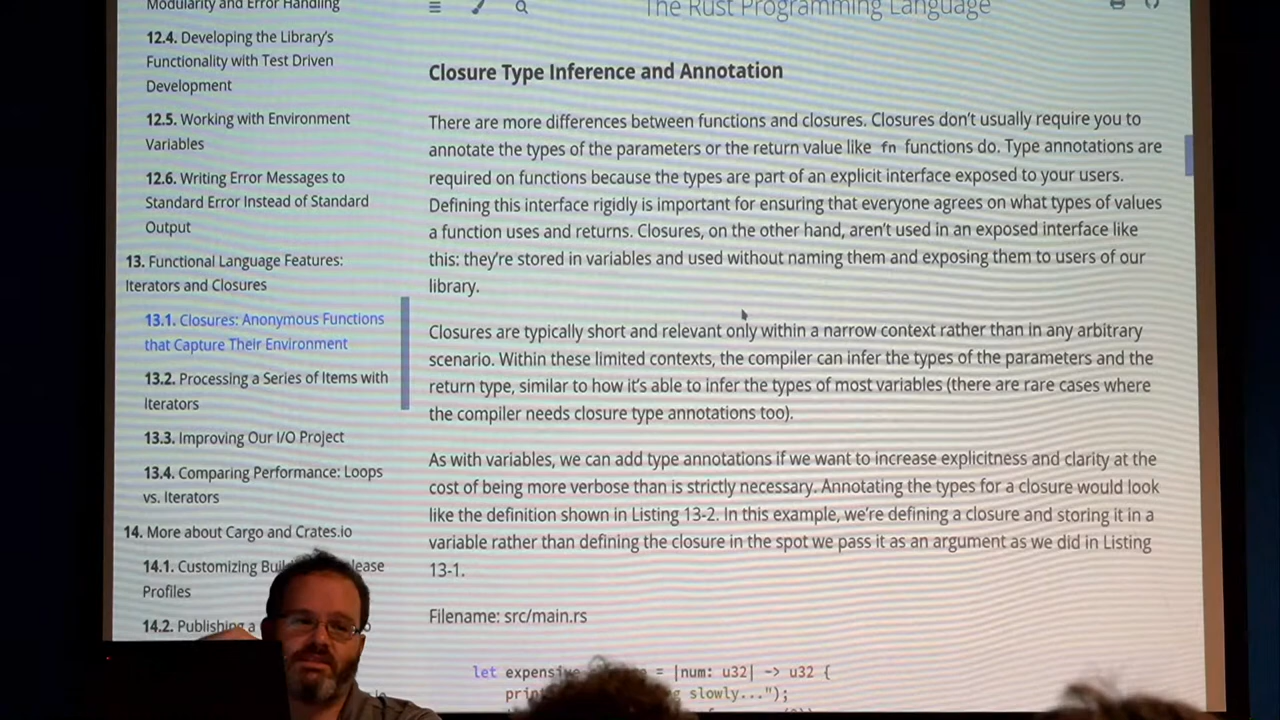 Modularity and Error Handling
12.4. Developing the Library's
Functionality with Test Driven
Development
12.5. Working with Environment
Variables
12.6. Writing Error Messages to
Standard Error Instead of Standard
Output
13. Functional Language Features:
Iterators and Closures
13.1. Closures: Anonymous Functions
that Capture Their Environment
13.2. Processing a Series of Items with
Iterators
13.3. Improving Our I/O Project
13.4. Comparing Performance: Loops
vs. Iterators
14. More about Cargo and Crates.io
14.1. Customizing
Profiles
14.2. Publishing a
The Rust Programming Language
Closure Type Inference and Annotation
There are more differences between functions and closures. Closures don't usually require you to
annotate the types of the parameters or the return value like fn functions do. Type annotations are
required on functions because the types are part of an explicit interface exposed to your users.
Defining this interface rigidly is important for ensuring that everyone agrees on what types of values
a function uses and returns. Closures, on the other hand, aren't used in an exposed interface like
this: they're stored in variables and used without naming them and exposing them to users of our
library.
Closures are typically short and relevant only within a narrow context rather than in any arbitrary
scenario. Within these limited contexts, the compiler can infer the types of the parameters and the
return type, similar to how it's able to infer the types of most variables (there are rare cases where
the compiler needs closure type annotations too).
As with variables, we can add type annotations if we want to increase explicitness and clarity at the
cost of being more verbose than is strictly necessary. Annotating the types for a closure would look
like the definition shown in Listing 13-2. In this example, we're defining a closure and storing it in a
variable rather than defining the closure in the spot we pass it as an argument as we did in Listing
13-1.
Filename: src/main.rs
let = |num: u32| -> u32 {
slowly...");